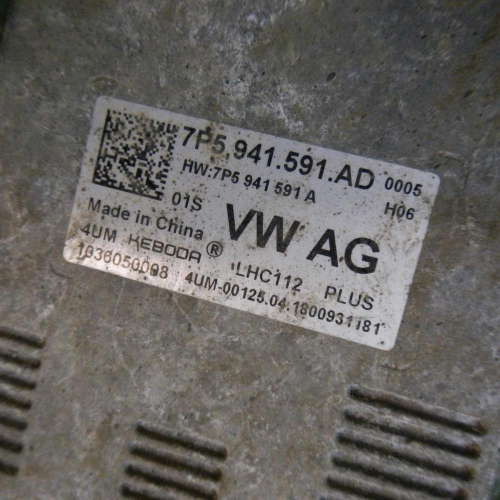 7P5.941.591.AD 0005
HW:7P5 941 591 A H06
01S
Made in China VW AG
4UM KEBODA ® LHC112 PLUS
1036050008 4UM-00125.04.1800931181